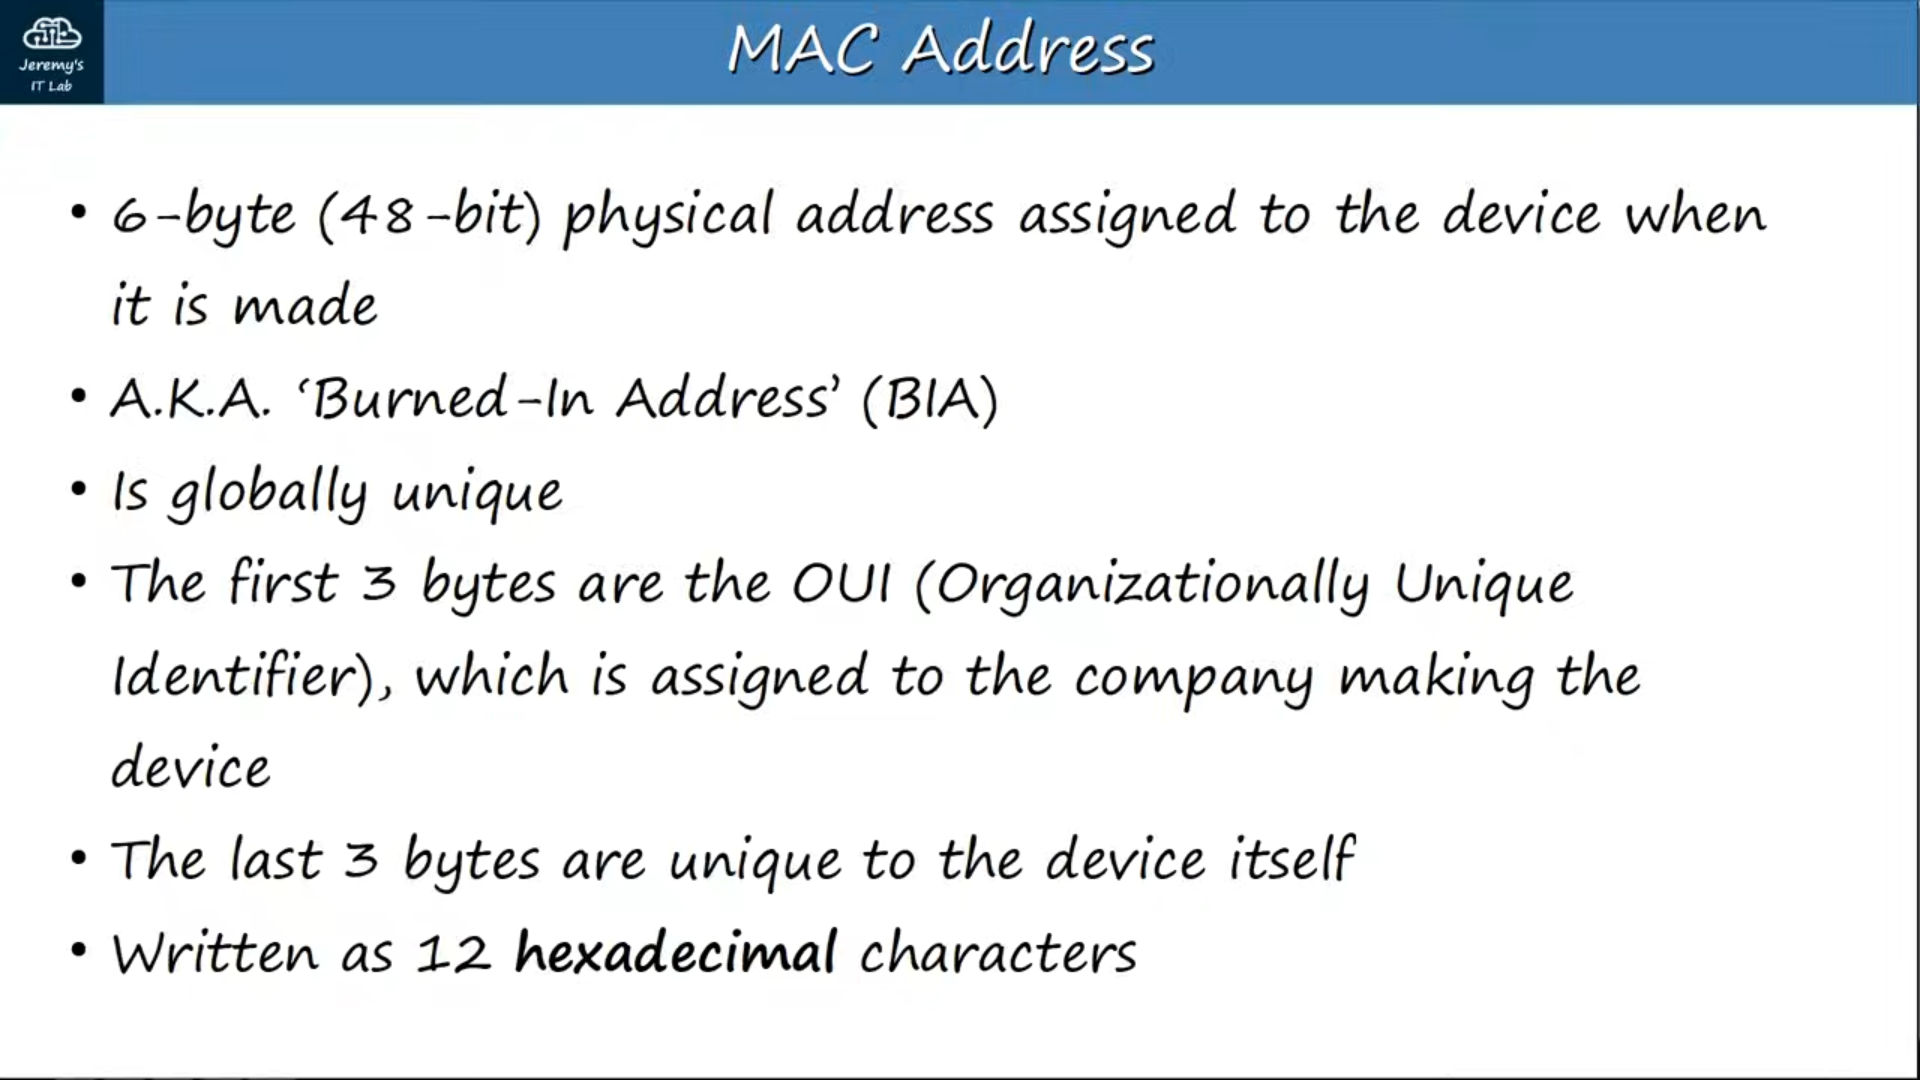 Jeremy's
IT Lab
MAC Address
• 6-byte (48-bit) physical address assigned to the device when
it is made
• A.K.A. ‘Burned-In Address’ (BIA)
• Is globally unique
• The first 3 bytes are the OUI (Organizationally Unique
Identifier), which is assigned to the company making the
device
• The last 3 bytes are unique to the device itself
• Written as 12 hexadecimal characters